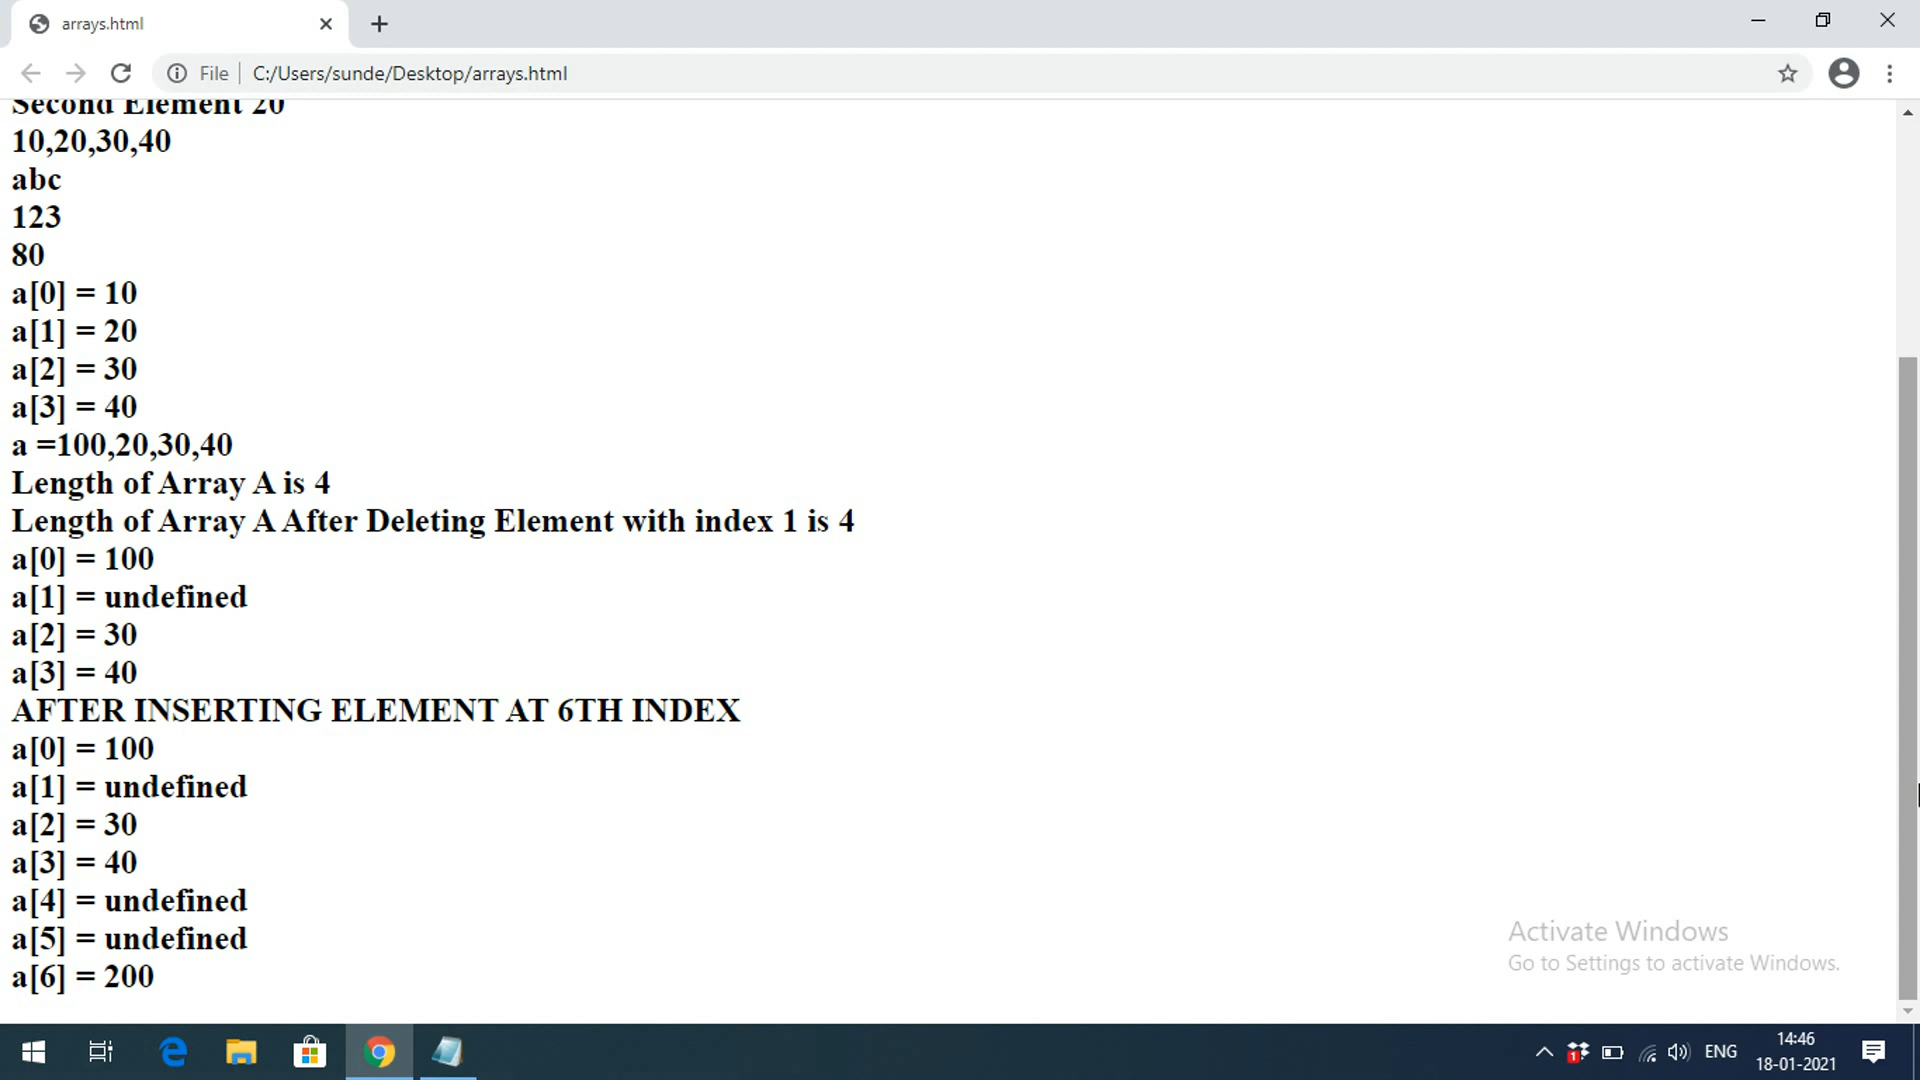 arrays.html
File
C:/Users/sunde/Desktop/arrays.html
Second Element 20
10,20,30,40
abc
123
80
a[0] = 10
a[1] = 20
a[2] = 30
a[3] = 40
a =100,20,30,40
Length of Array A is 4
Length of Array A After Deleting Element with index 1 is 4
a[0] = 100
a[1] = undefined
a[2] = 30
a[3] = 40
AFTER INSERTING ELEMENT AT 6TH INDEX
a[0] = 100
a[1] = undefined
a[2] = 30
a[3] = 40
a[4] = undefined
a[5] = undefined
a[6] = 200
Activate Windows
Go to Settings to activate Windows.
1
ENG
14:46
18-01-2021